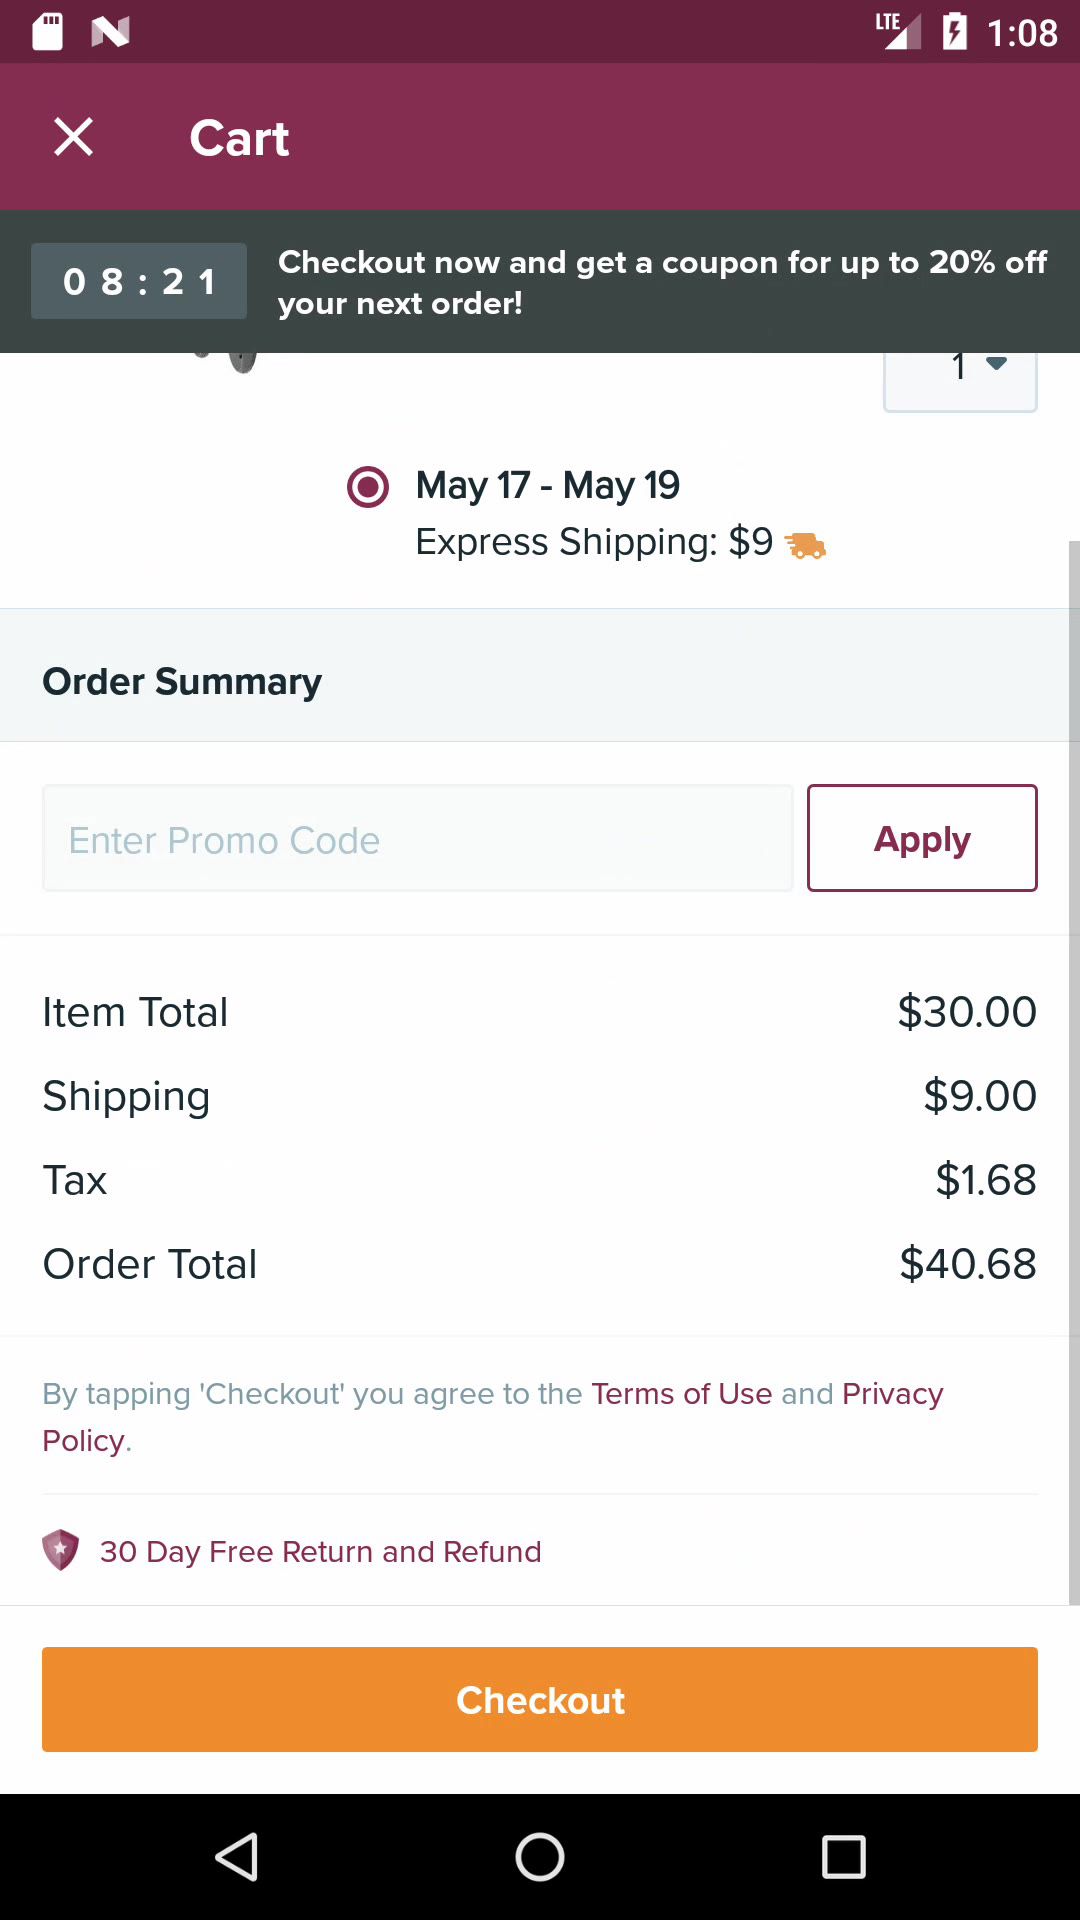 LTE 1:08
Cart
08:21
Checkout now and get a coupon for up to 20% off
your next order!
1
May 17 - May 19
Express Shipping: $9
Order Summary
Enter Promo Code
Apply
Item Total $30.00
Shipping $9.00
Tax $1.68
Order Total $40.68
By tapping 'Checkout' you agree to the Terms of Use and Privacy
Policy.
30 Day Free Return and Refund
Checkout